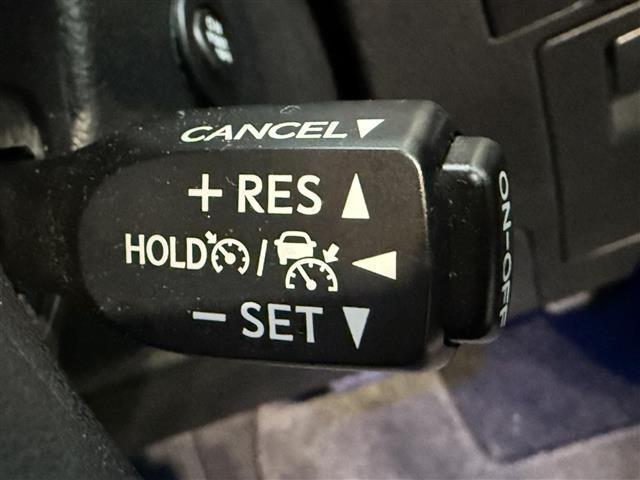 CANCEL▼
+ RES ▲
HOLD / ◀
− SET ▼
ON-OFF